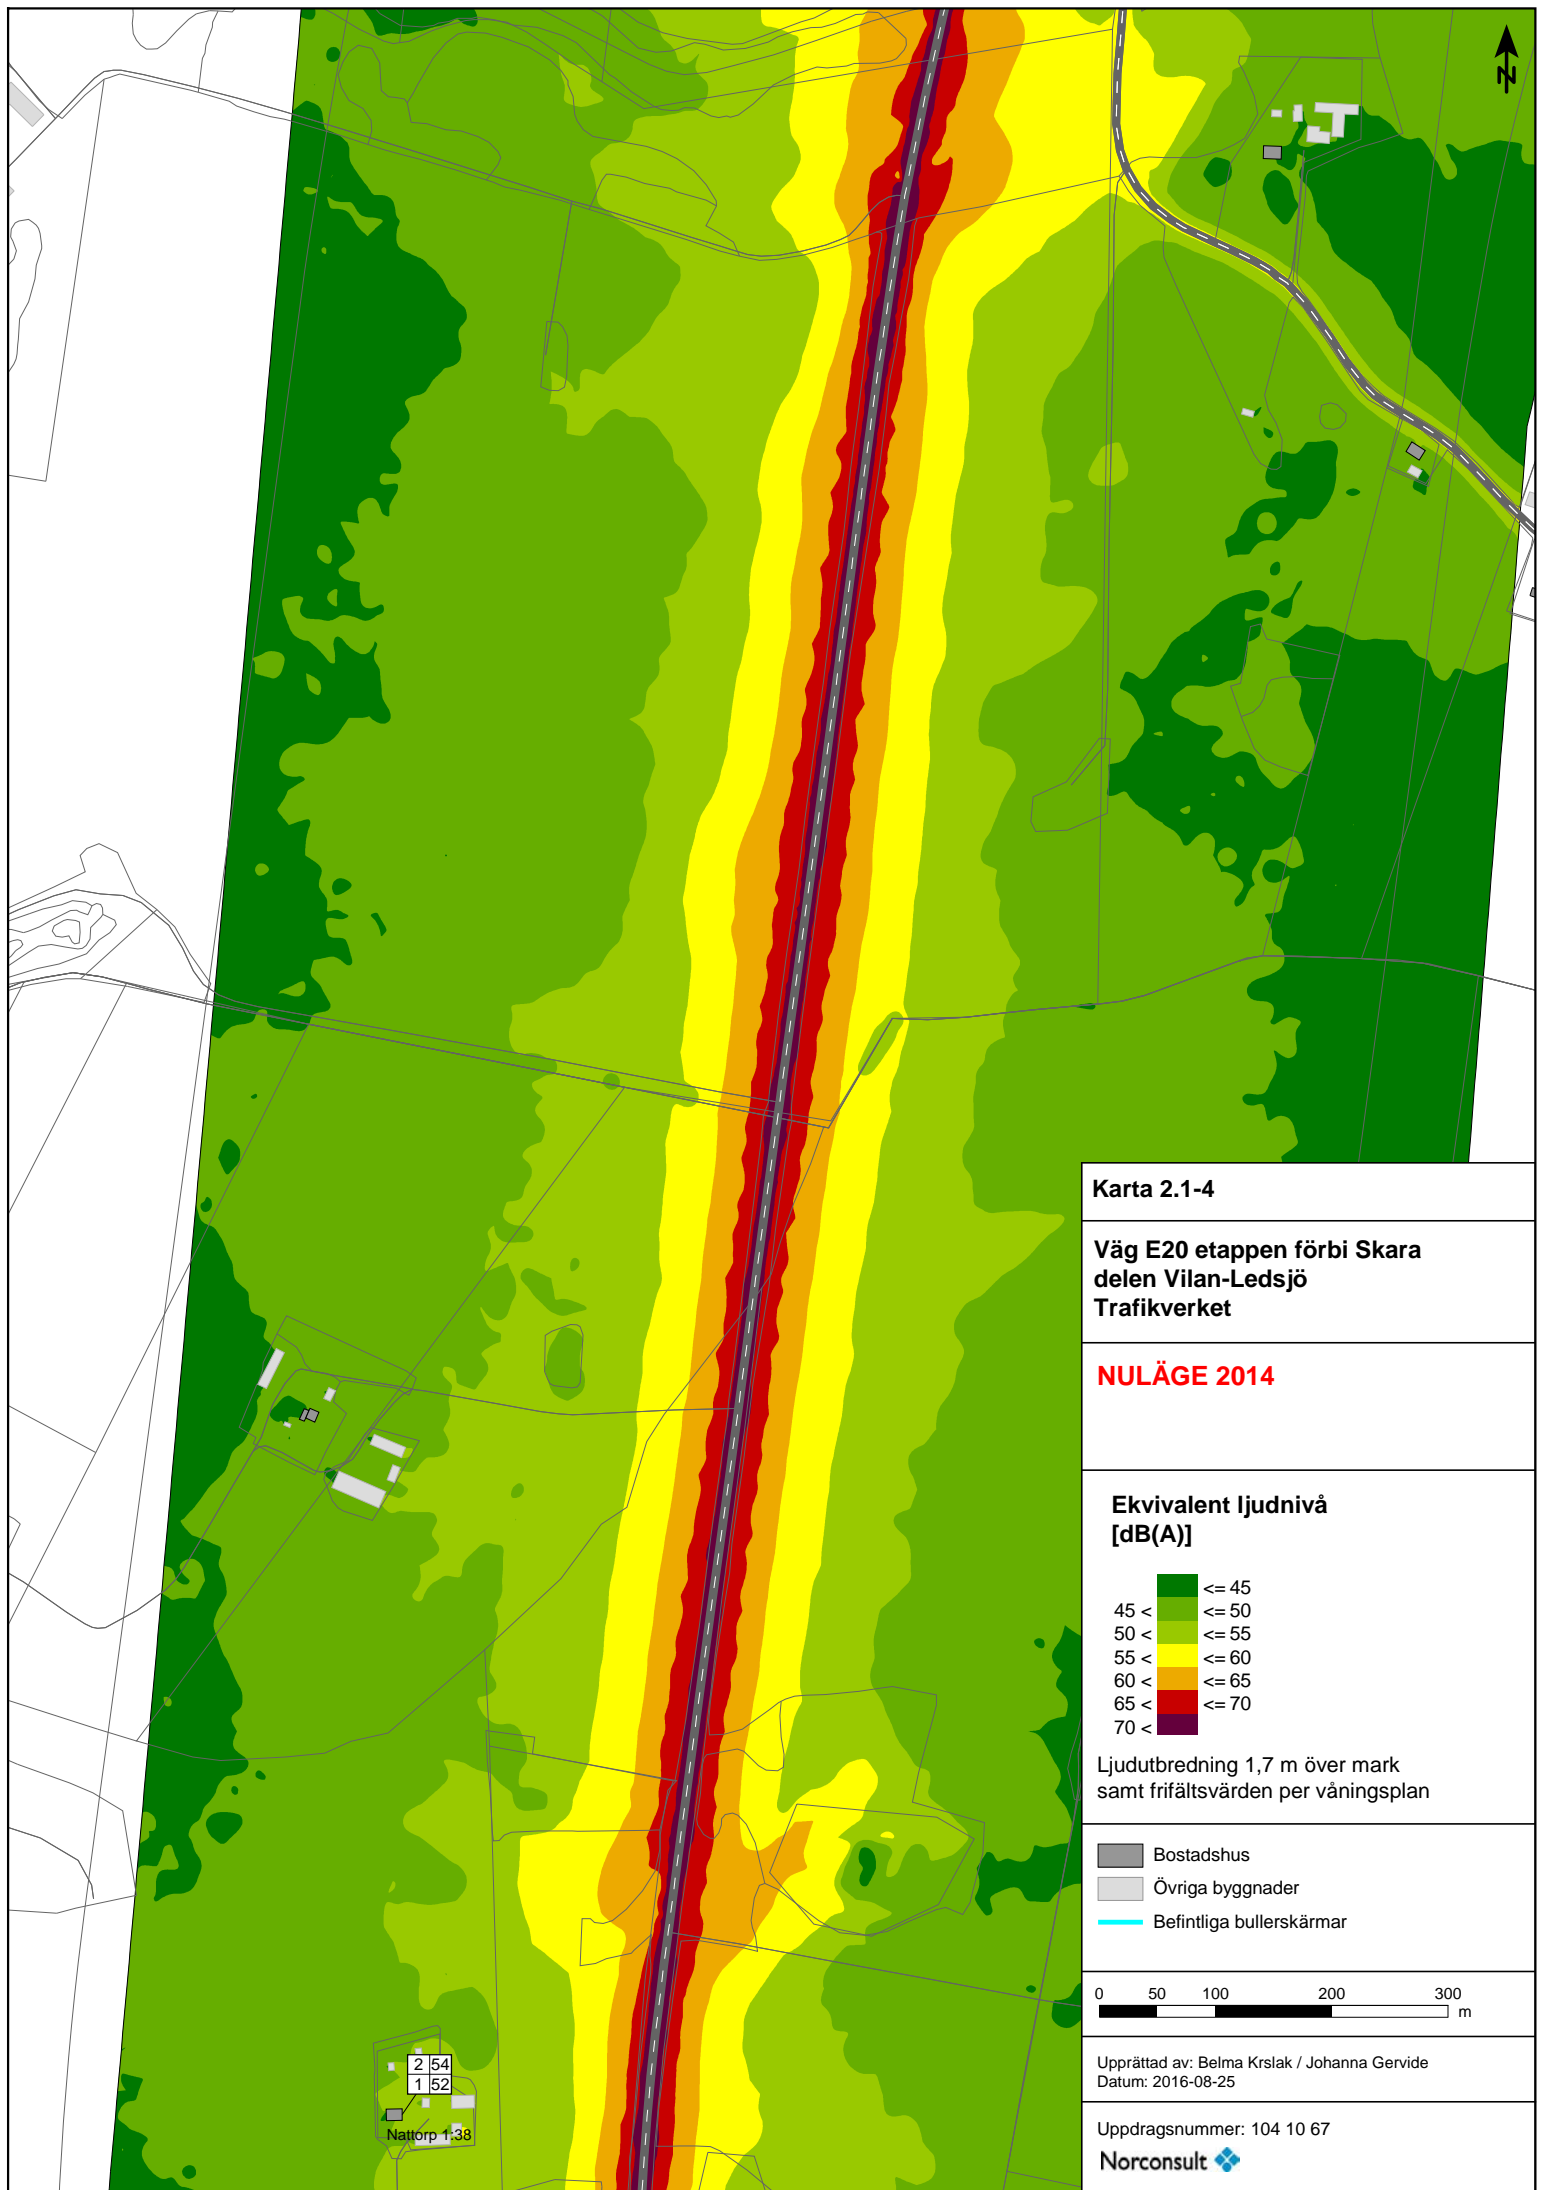 N
Karta 2.1-4
Väg E20 etappen förbi Skara
delen Vilan-Ledsjö
Trafikverket
NULÄGE 2014
Ekvivalent ljudnivå
[dB(A)]
<= 45
45 < <= 50
50 < <= 55
55 < <= 60
60 < <= 65
65 < <= 70
70 <
Ljudutbredning 1,7 m över mark
samt frifältsvärden per våningsplan
Bostadshus
Övriga byggnader
Befintliga bullerskärmar
0 50 100 200 300
m
Upprättad av: Belma Krslak / Johanna Gervide
Datum: 2016-08-25
Uppdragsnummer: 104 10 67
Norconsult
2 54
1 52
Nattorp 1:38